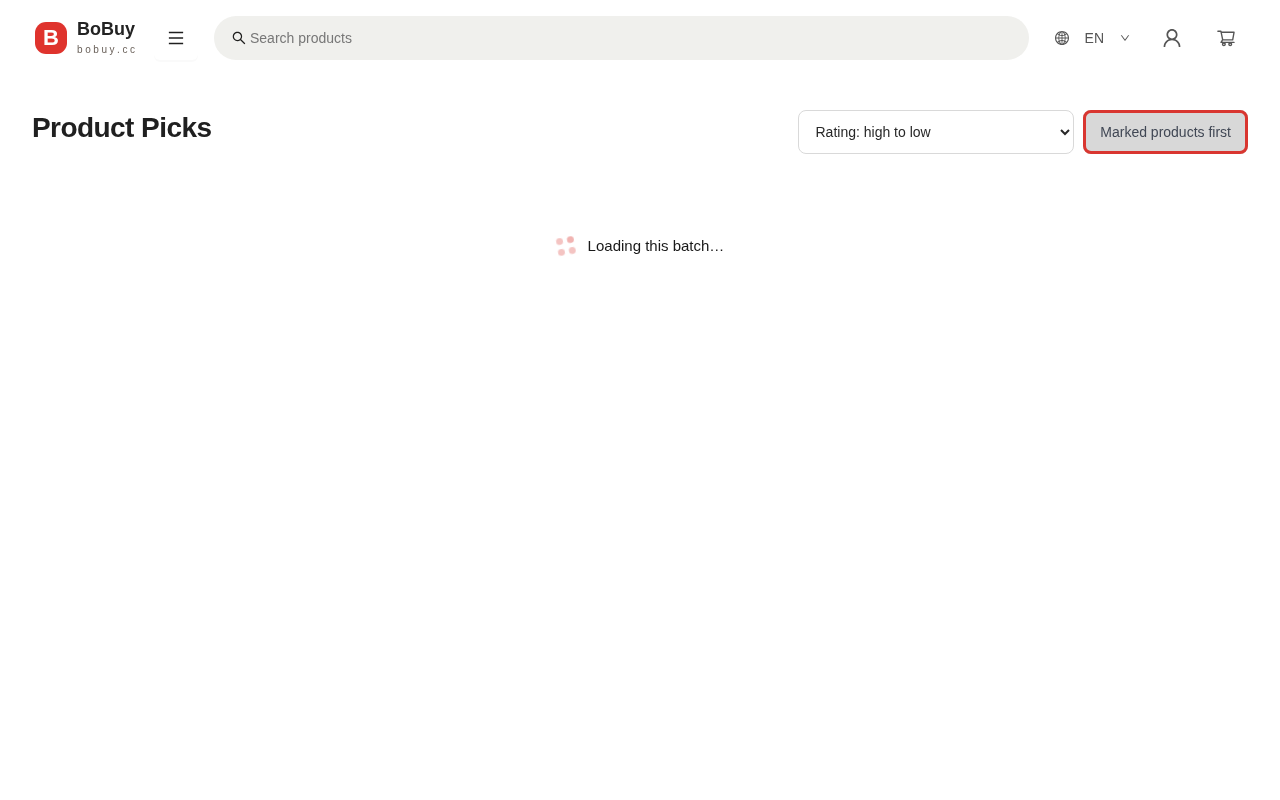 B
BoBuy
bobuy.cc
Search products
EN
Product Picks
Rating: high to low
Marked products first
Loading this batch…